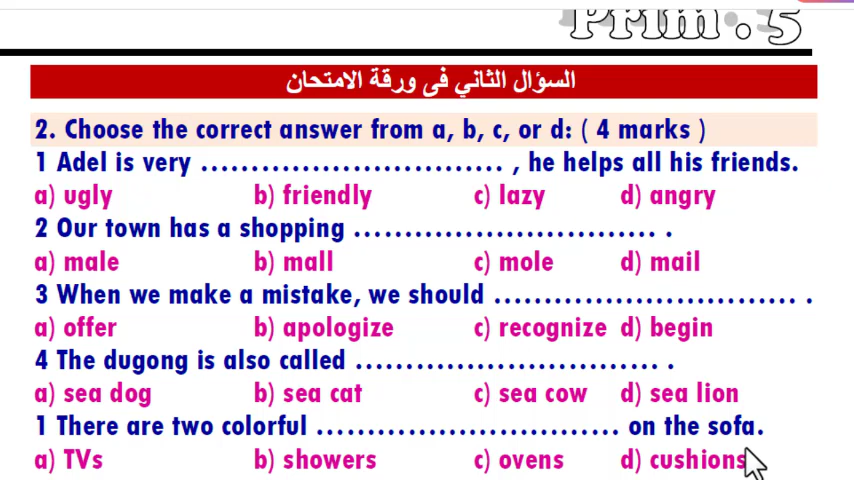 Prim. 5
السؤال الثاني فى ورقة الامتحان
2. Choose the correct answer from a, b, c, or d: ( 4 marks )
1 Adel is very .............................. , he helps all his friends.
a) ugly b) friendly c) lazy d) angry
2 Our town has a shopping .............................. .
a) male b) mall c) mole d) mail
3 When we make a mistake, we should .............................. .
a) offer b) apologize c) recognize d) begin
4 The dugong is also called .............................. .
a) sea dog b) sea cat c) sea cow d) sea lion
1 There are two colorful .............................. on the sofa.
a) TVs b) showers c) ovens d) cushions